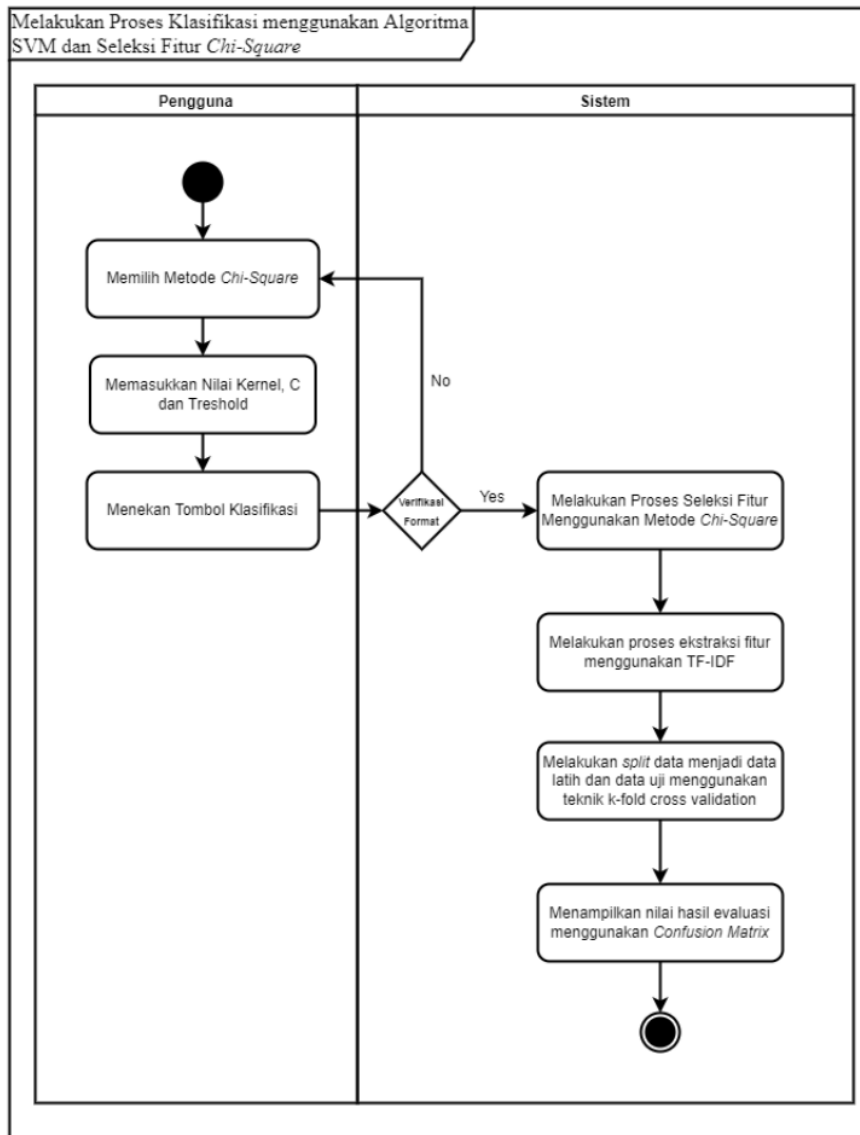 Melakukan Proses Klasifikasi menggunakan Algoritma
SVM dan Seleksi Fitur Chi-Square
Pengguna
Sistem
Memilih Metode Chi-Square
Memasukkan Nilai Kernel, C
dan Treshold
No
Menekan Tombol Klasifikasi
Verifikasi
Format
Yes
Melakukan Proses Seleksi Fitur
Menggunakan Metode Chi-Square
Melakukan proses ekstraksi fitur
menggunakan TF-IDF
Melakukan split data menjadi data
latih dan data uji menggunakan
teknik k-fold cross validation
Menampilkan nilai hasil evaluasi
menggunakan Confusion Matrix